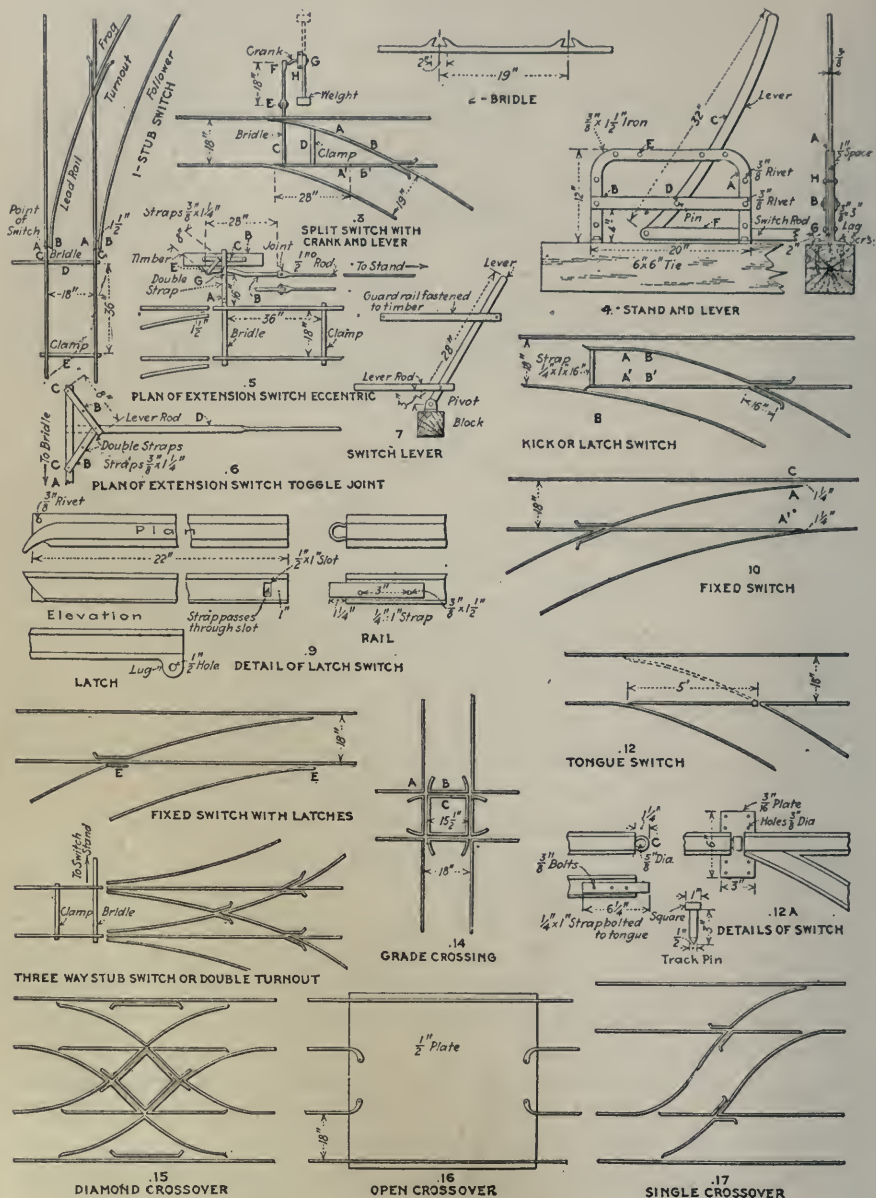 Frog
Turnout
Follower
Lead Rail
1-STUB SWITCH
Point of Switch
A B A B
C C
Bridle
D
1/2"
18"
36"
Clamp
E
Crank
F G
H
18"
Weight
E
Bridle
A B
C D
Clamp
18"
A' B'
28"
19"
.3
SPLIT SWITCH WITH
CRANK AND LEVER
2"
19"
2-BRIDLE
Lever
32"
C
3/8" x 1 1/2" Iron
E
12"
B
A
3/8" Rivet
D
3/8" Rivet
4"
Pin
F
Switch Rod
20"
2"
6"x 6" Tie
A
1/2" Space
H
B
3/8"x 3"
Lag
Scrs.
G
4.-STAND AND LEVER
Straps 3/8" x 1 1/4"
28"
8"
C B
Joint
Timber
E
1/2" Rod
To Stand
G
Double
Strap
A
6"
B
1 1/2"
36"
18"
Bridle
Clamp
.5
PLAN OF EXTENSION SWITCH ECCENTRIC
Lever
Guard rail fastened
to timber
28"
Lever Rod
Pivot
Block
7
SWITCH LEVER
C
8"
B
Lever Rod D
To Bridle
Double Straps
C B
Straps 3/8" x 1 1/4"
A
.6
PLAN OF EXTENSION SWITCH TOGGLE JOINT
18"
Strap
1/4"x 1"x 16"
A B
A' B'
16"
8
KICK OR LATCH SWITCH
C
A 1 1/4"
18"
A' 1 1/4"
10
FIXED SWITCH
3/8" Rivet
Plan
22"
1/2" x 1" Slot
Elevation
Strap passes
through slot
1"
3"
1 1/4"
1/4" x 1" Strap
3/8" x 1 1/2"
RAIL
1/2" Hole
Lug
LATCH
.9
DETAIL OF LATCH SWITCH
5'
18"
.12
TONGUE SWITCH
18"
E E
FIXED SWITCH WITH LATCHES
A B
C
15 1/2"
18"
.14
GRADE CROSSING
3/16" Plate
Holes 3/8" Dia
1/4"
6"
5/8" Dia.
3/8" Bolts
3"
6 1/4"
1/4" x 1" Strap bolted
to tongue
1"
Square
3"
1/2"
Track Pin
.12A
DETAILS OF SWITCH
To Switch
Stand
Clamp
Bridle
THREE WAY STUB SWITCH OR DOUBLE TURNOUT
.15
DIAMOND CROSSOVER
1/2" Plate
18"
.16
OPEN CROSSOVER
.17
SINGLE CROSSOVER